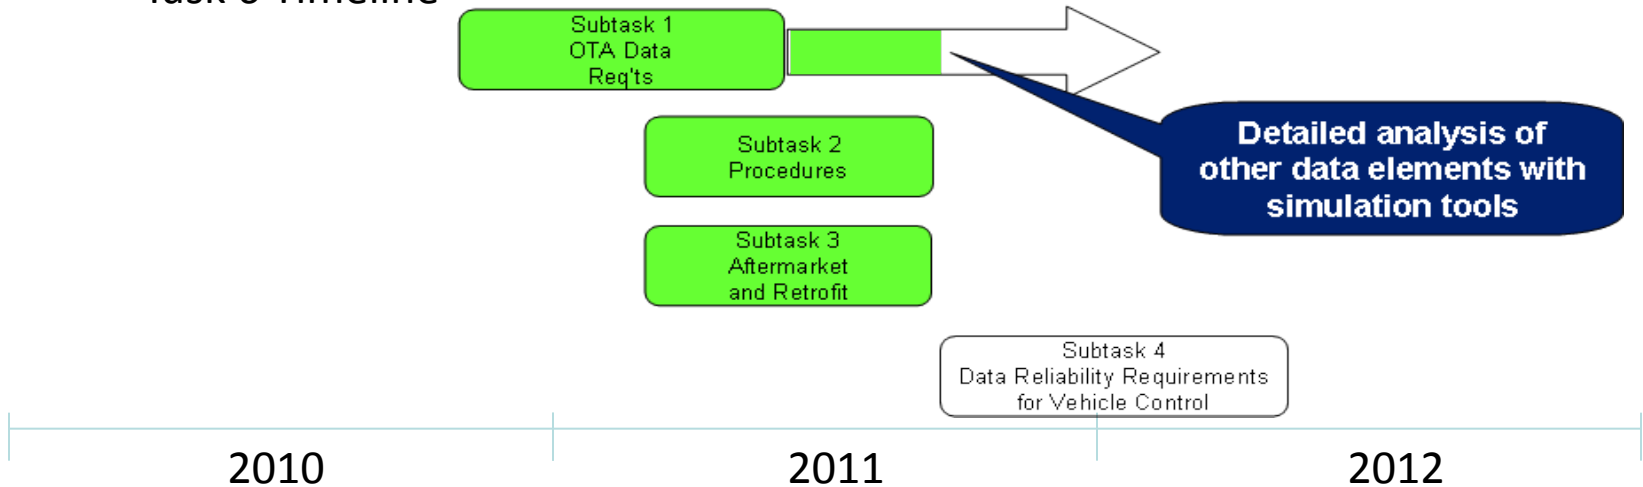 Subtask 1
OTA Data
Req'ts
Subtask 2
Procedures
Subtask 3
Aftermarket
and Retrofit
Detailed analysis of
other data elements with
simulation tools
Subtask 4
Data Reliability Requirements
for Vehicle Control
2010
2011
2012